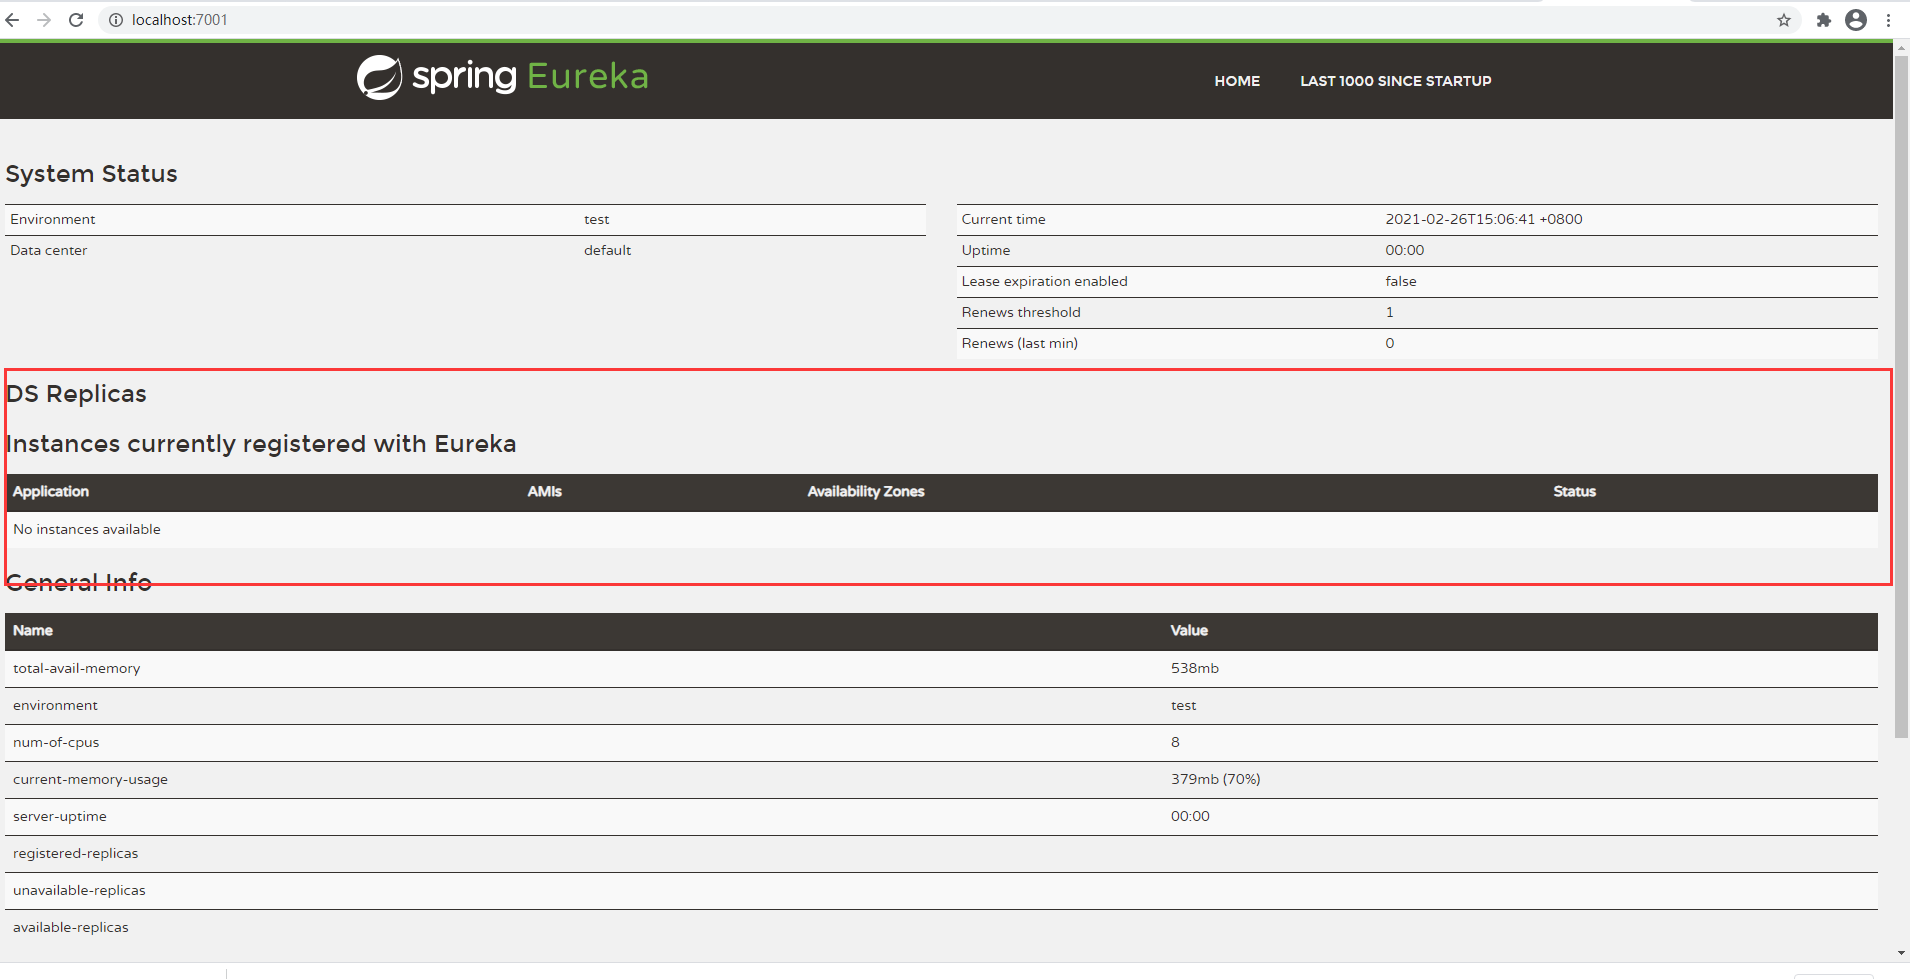 localhost:7001
spring Eureka HOME LAST 1000 SINCE STARTUP
System Status
Environment test
Data center default
Current time 2021-02-26T15:06:41 +0800
Uptime 00:00
Lease expiration enabled false
Renews threshold 1
Renews (last min) 0
DS Replicas
Instances currently registered with Eureka
Application AMIs Availability Zones Status
No instances available
General Info
Name Value
total-avail-memory 538mb
environment test
num-of-cpus 8
current-memory-usage 379mb (70%)
server-uptime 00:00
registered-replicas
unavailable-replicas
available-replicas